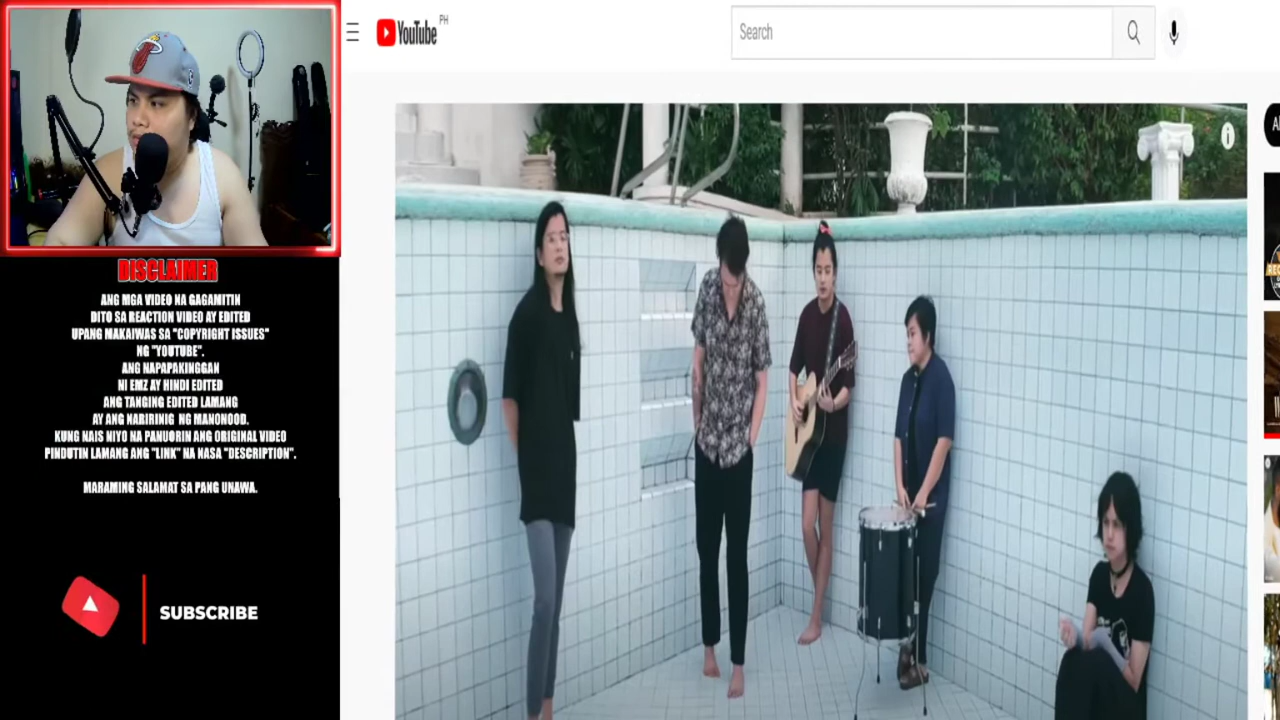 PH
YouTube
Search
DISCLAIMER
ANG MGA VIDEO NA GAGAMITIN
DITO SA REACTION VIDEO AY EDITED
UPANG MAKAIWAS SA "COPYRIGHT ISSUES"
NG "YOUTUBE".
ANG NAPAPAKINGGAN
NI EMZ AY HINDI EDITED
ANG TANGING EDITED LAMANG
AY ANG NARIRINIG NG MANONOOD.
KUNG NAIS NIYO NA PANUORIN ANG ORIGINAL VIDEO
PINDUTIN LAMANG ANG "LINK" NA NASA "DESCRIPTION".
MARAMING SALAMAT SA PANG UNAWA.
SUBSCRIBE